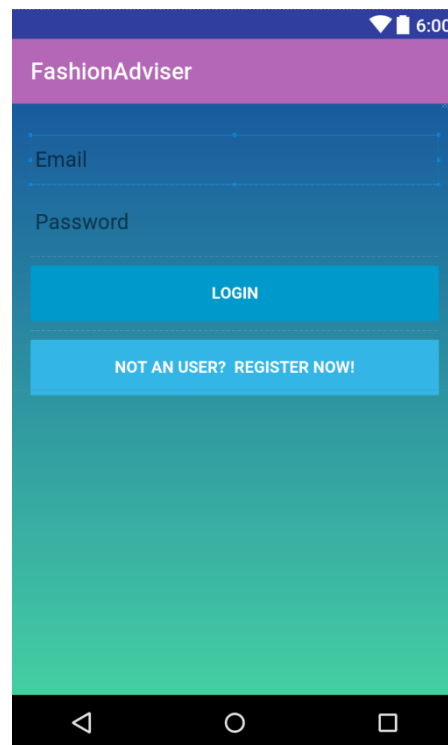 6:00
FashionAdviser
Email
Password
LOGIN
NOT AN USER? REGISTER NOW!